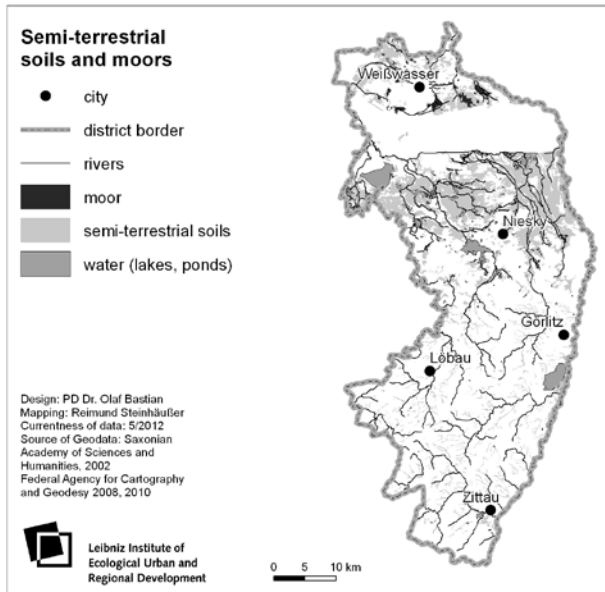 Semi-terrestrial
soils and moors
city
district border
rivers
moor
semi-terrestrial soils
water (lakes, ponds)
Weißwasser
Niesky
Görlitz
Löbau
Zittau
Design: PD Dr. Olaf Bastian
Mapping: Reimund Steinhäußer
Currentness of data: 5/2012
Source of Geodata: Saxonian
Academy of Sciences and
Humanities, 2002
Federal Agency for Cartography
and Geodesy 2008, 2010
Leibniz Institute of
Ecological Urban and
Regional Development
0 5 10 km